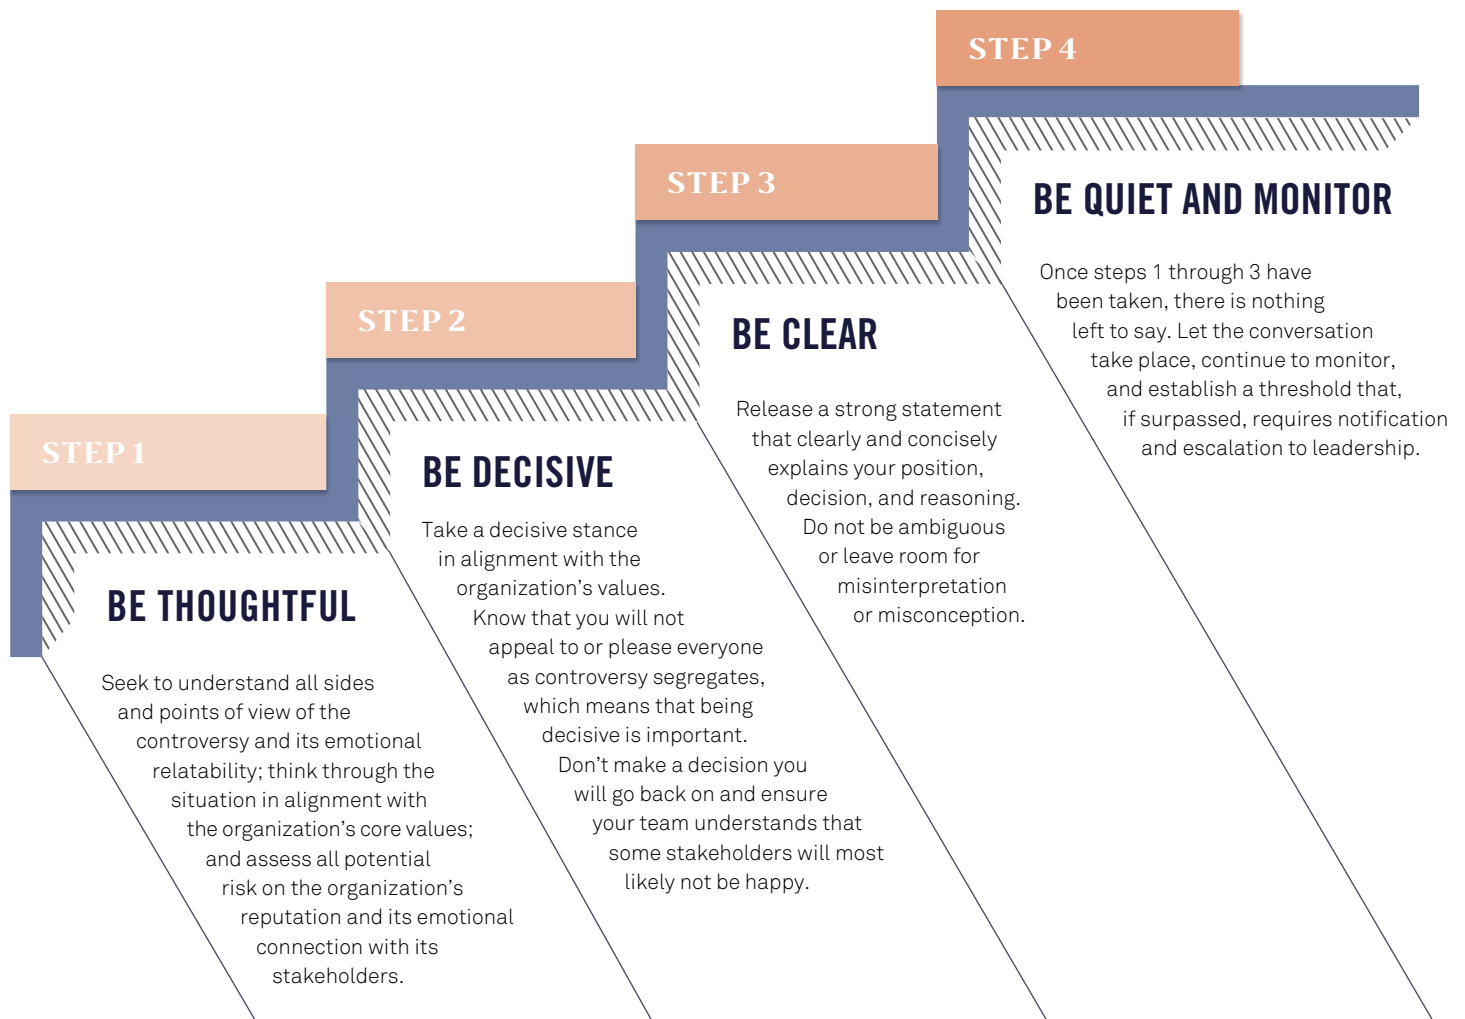 STEP 1
BE THOUGHTFUL
Seek to understand all sides
and points of view of the
controversy and its emotional
relatability; think through the
situation in alignment with
the organization’s core values;
and assess all potential
risk on the organization’s
reputation and its emotional
connection with its
stakeholders.
STEP 2
BE DECISIVE
Take a decisive stance
in alignment with the
organization’s values.
Know that you will not
appeal to or please everyone
as controversy segregates,
which means that being
decisive is important.
Don’t make a decision you
will go back on and ensure
your team understands that
some stakeholders will most
likely not be happy.
STEP 3
BE CLEAR
Release a strong statement
that clearly and concisely
explains your position,
decision, and reasoning.
Do not be ambiguous
or leave room for
misinterpretation
or misconception.
STEP 4
BE QUIET AND MONITOR
Once steps 1 through 3 have
been taken, there is nothing
left to say. Let the conversation
take place, continue to monitor,
and establish a threshold that,
if surpassed, requires notification
and escalation to leadership.